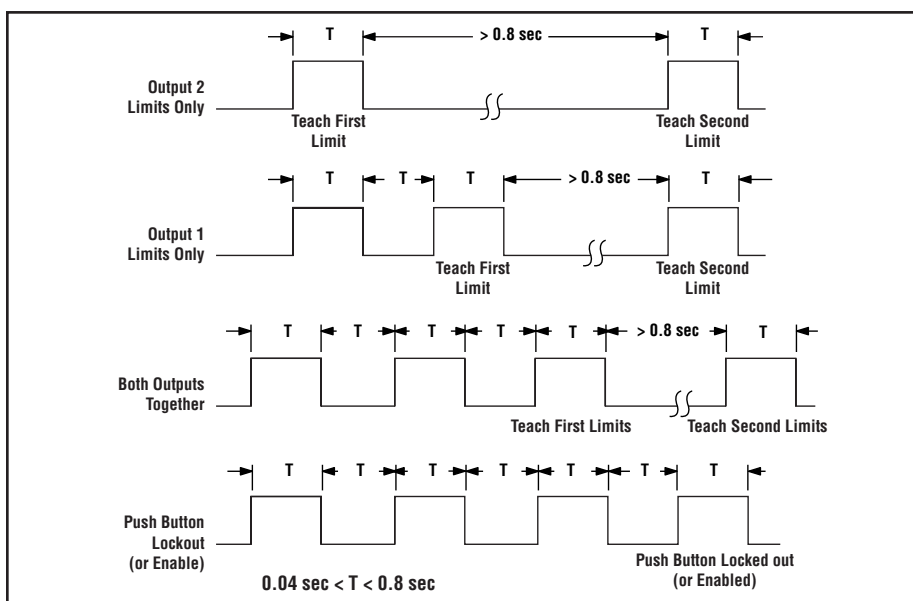 T > 0.8 sec T
Output 2
Limits Only
Teach First
Limit
Teach Second
Limit
T T T > 0.8 sec T
Output 1
Limits Only
Teach First
Limit
Teach Second
Limit
T T T T T > 0.8 sec T
Both Outputs
Together
Teach First Limits
Teach Second Limits
T T T T T T T
Push Button
Lockout
(or Enable)
Push Button Locked out
(or Enabled)
0.04 sec < T < 0.8 sec